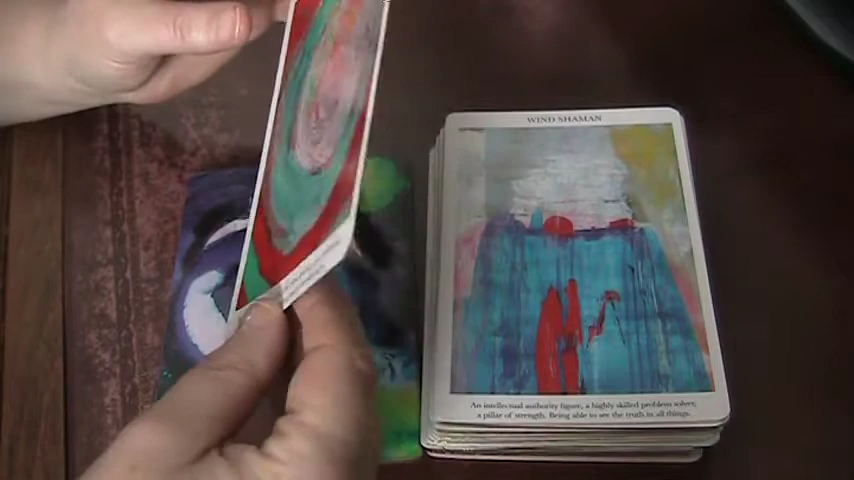 WIND SHAMAN
An intellectual authority figure, a highly skilled problem solver;
a pillar of strength. Being able to see the truth in all things.